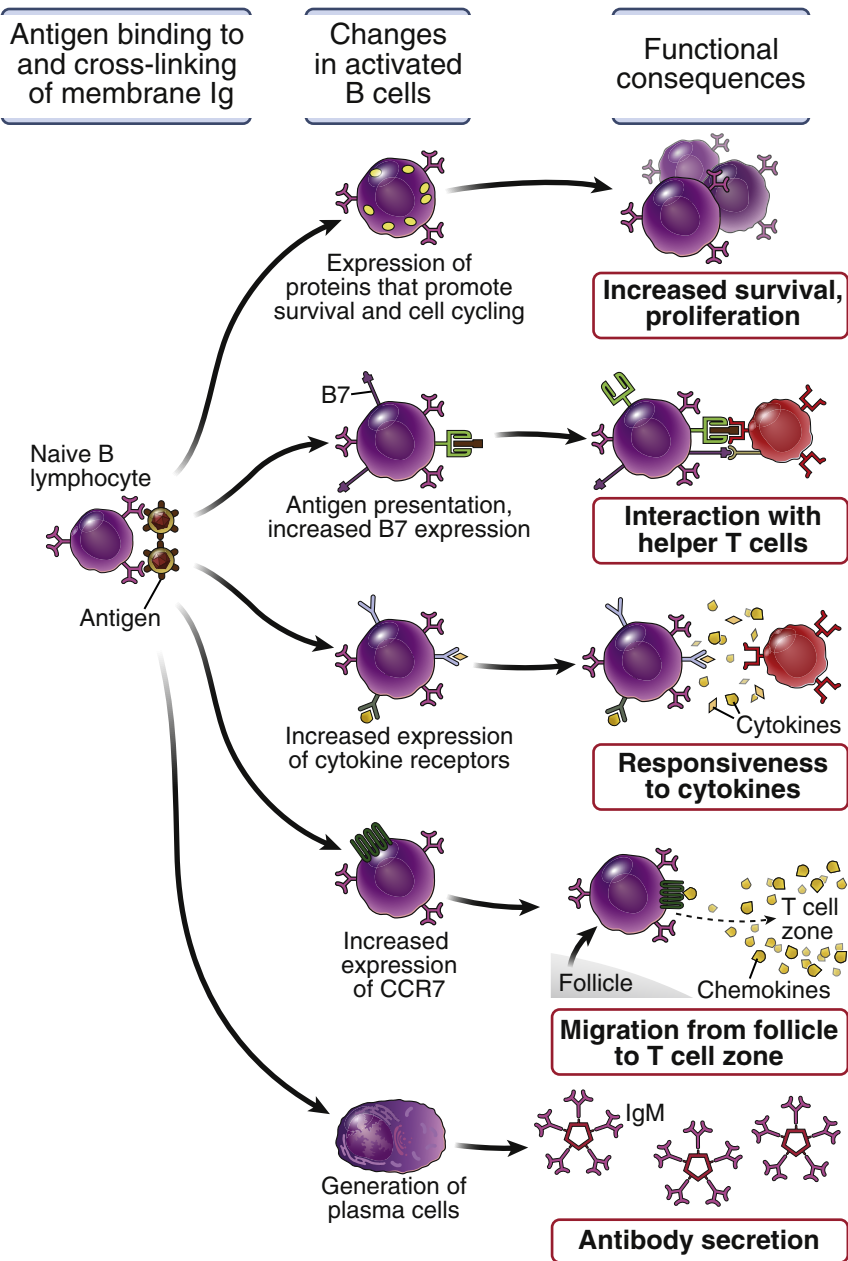 Antigen binding to
and cross-linking
of membrane Ig
Changes
in activated
B cells
Functional
consequences
Expression of
proteins that promote
survival and cell cycling
Increased survival,
proliferation
B7
Naive B
lymphocyte
Antigen
Antigen presentation,
increased B7 expression
Interaction with
helper T cells
Increased expression
of cytokine receptors
Cytokines
Responsiveness
to cytokines
Increased
expression
of CCR7
T cell
zone
Follicle
Chemokines
Migration from follicle
to T cell zone
Generation of
plasma cells
IgM
Antibody secretion